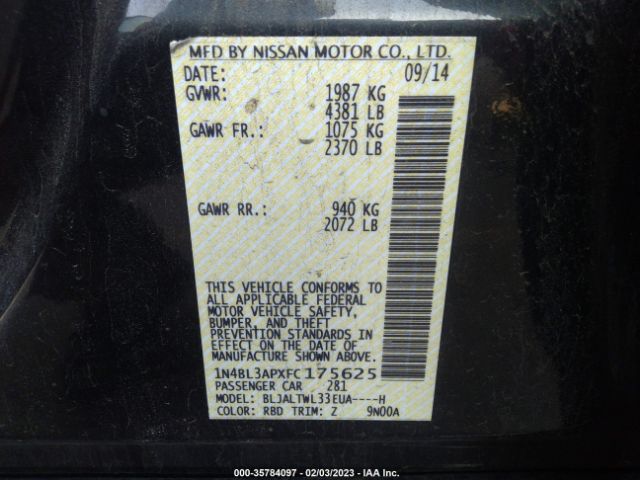 MFD BY NISSAN MOTOR CO., LTD.
DATE: 09/14
GVWR: 1987 KG
4381 LB
GAWR FR.: 1075 KG
2370 LB
GAWR RR.: 940 KG
2072 LB
THIS VEHICLE CONFORMS TO
ALL APPLICABLE FEDERAL
MOTOR VEHICLE SAFETY,
BUMPER, AND THEFT
PREVENTION STANDARDS IN
EFFECT ON THE DATE OF
MANUFACTURE SHOWN ABOVE.
1N4BL3APXFC175625
PASSENGER CAR 281
MODEL: BLJALTWL33EUA----H
COLOR: RBD TRIM: Z 9N00A
000-35784097 - 02/03/2023 - IAA Inc.